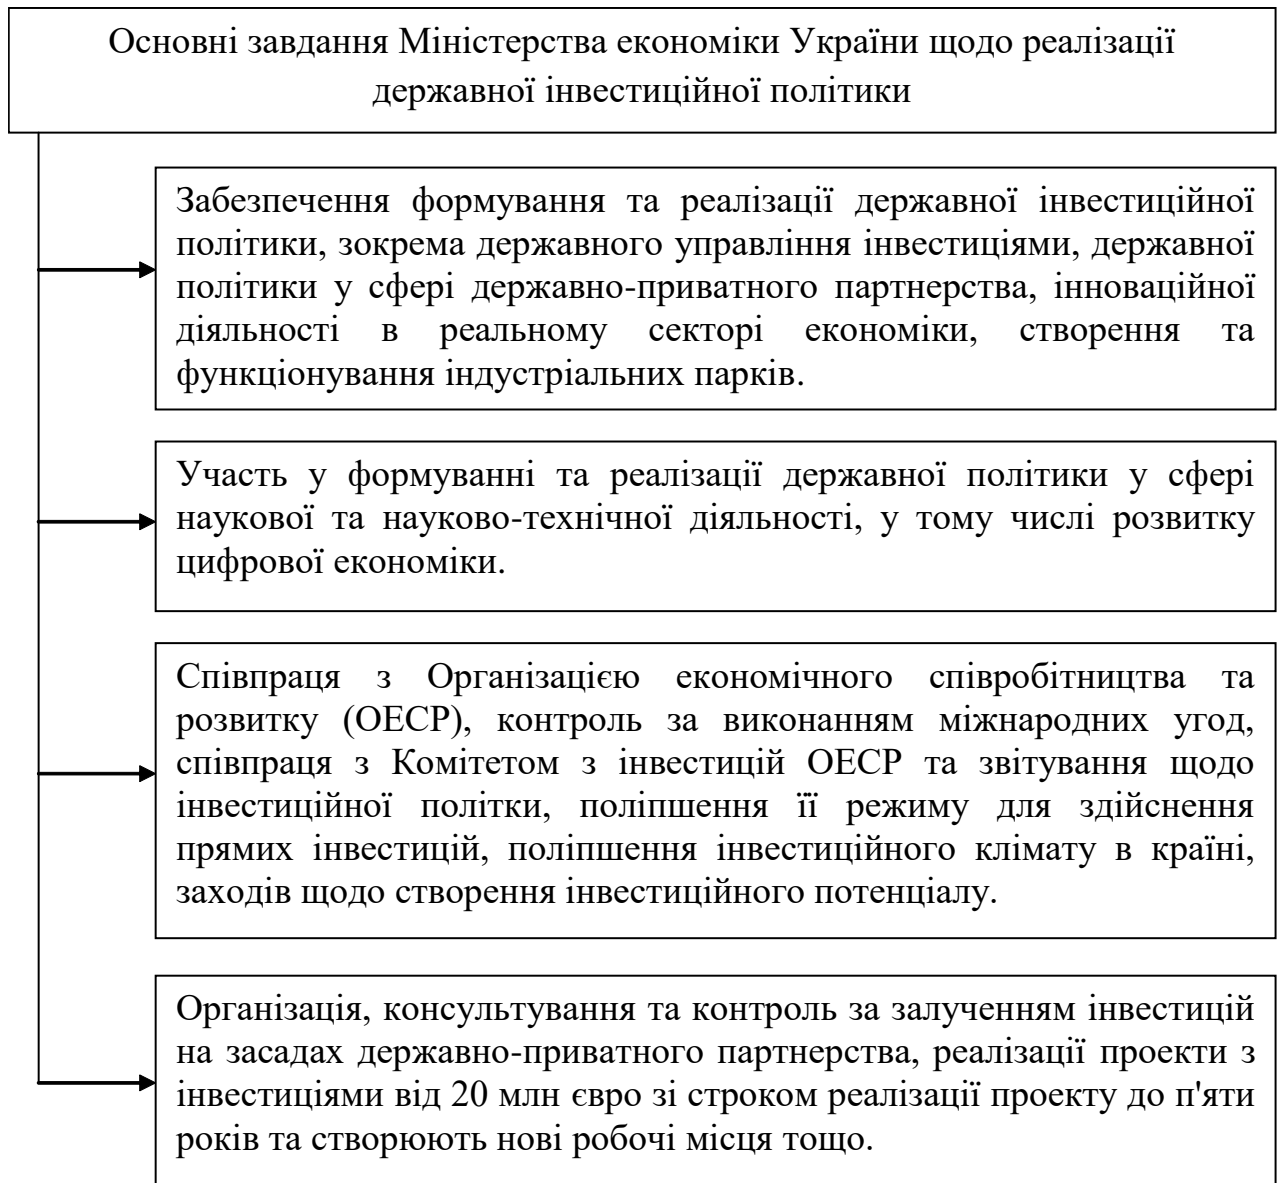 Основні завдання Міністерства економіки України щодо реалізації
державної інвестиційної політики
Забезпечення формування та реалізації державної інвестиційної
політики, зокрема державного управління інвестиціями, державної
політики у сфері державно-приватного партнерства, інноваційної
діяльності в реальному секторі економіки, створення та
функціонування індустріальних парків.
Участь у формуванні та реалізації державної політики у сфері
наукової та науково-технічної діяльності, у тому числі розвитку
цифрової економіки.
Співпраця з Організацією економічного співробітництва та
розвитку (ОЕСР), контроль за виконанням міжнародних угод,
співпраця з Комітетом з інвестицій ОЕСР та звітування щодо
інвестиційної політки, поліпшення її режиму для здійснення
прямих інвестицій, поліпшення інвестиційного клімату в країні,
заходів щодо створення інвестиційного потенціалу.
Організація, консультування та контроль за залученням інвестицій
на засадах державно-приватного партнерства, реалізації проекти з
інвестиціями від 20 млн євро зі строком реалізації проекту до п'яти
років та створюють нові робочі місця тощо.